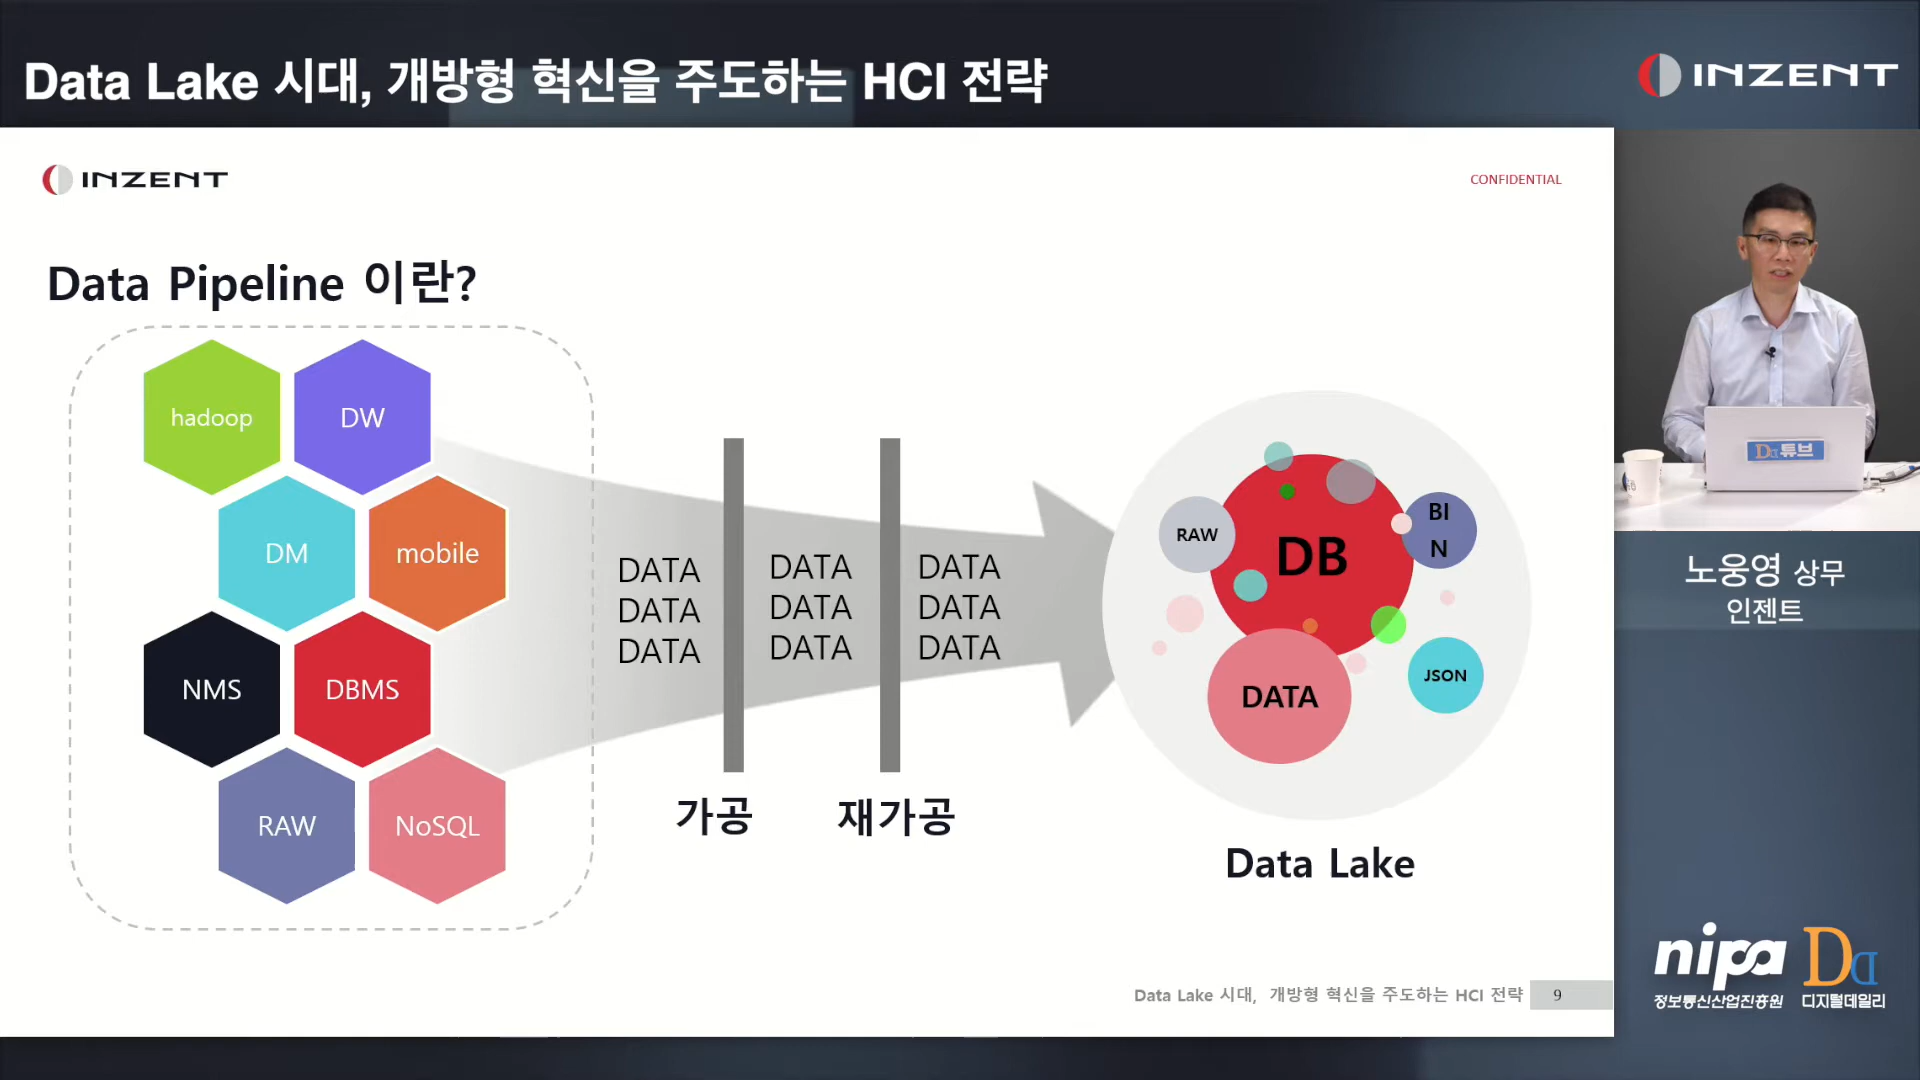 Data Lake 시대, 개방형 혁신을 주도하는 HCI 전략
INZENT
INZENT
CONFIDENTIAL
Data Pipeline 이란?
hadoop
DW
DM
mobile
NMS
DBMS
RAW
NoSQL
DATA
DATA
DATA
DATA
DATA
DATA
DATA
DATA
DATA
가공
재가공
RAW
DB
BI
N
DATA
JSON
Data Lake
Data Lake 시대, 개방형 혁신을 주도하는 HCI 전략
9
Dd튜브
노웅영 상무
인젠트
nipa
정보통신산업진흥원
Dd
디지털데일리